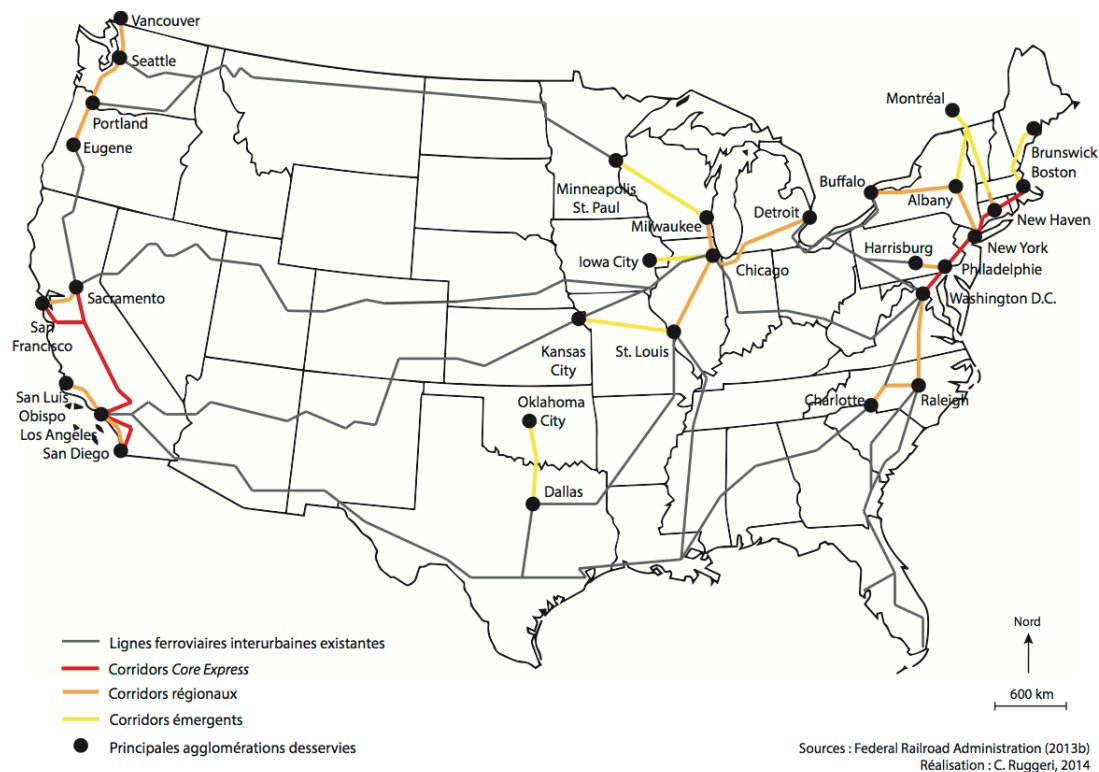 Vancouver
Seattle
Portland
Eugene
Montréal
Brunswick
Boston
Buffalo
Albany
New Haven
New York
Minneapolis
St. Paul
Milwaukee
Detroit
Harrisburg
Philadelphie
Iowa City
Chicago
Washington D.C.
Sacramento
San
Francisco
Kansas
City
St. Louis
San Luis
Obispo
Los Angeles
San Diego
Oklahoma
City
Charlotte
Raleigh
Dallas
Lignes ferroviaires interurbaines existantes
Corridors Core Express
Corridors régionaux
Corridors émergents
Principales agglomérations desservies
Nord
600 km
Sources : Federal Railroad Administration (2013b)
Réalisation : C. Ruggeri, 2014